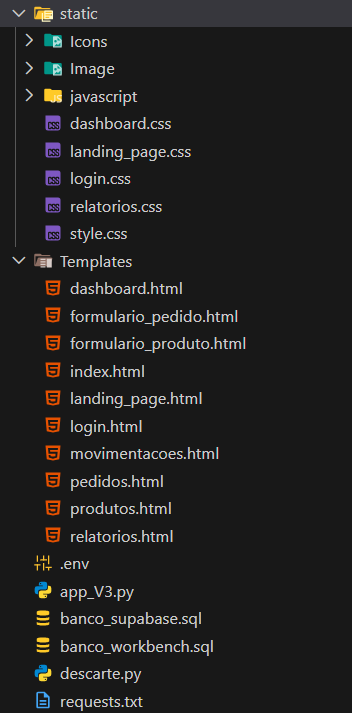 static
Icons
Image
javascript
dashboard.css
landing_page.css
login.css
relatorios.css
style.css
Templates
dashboard.html
formulario_pedido.html
formulario_produto.html
index.html
landing_page.html
login.html
movimentacoes.html
pedidos.html
produtos.html
relatorios.html
.env
app_V3.py
banco_supabase.sql
banco_workbench.sql
descarte.py
requests.txt